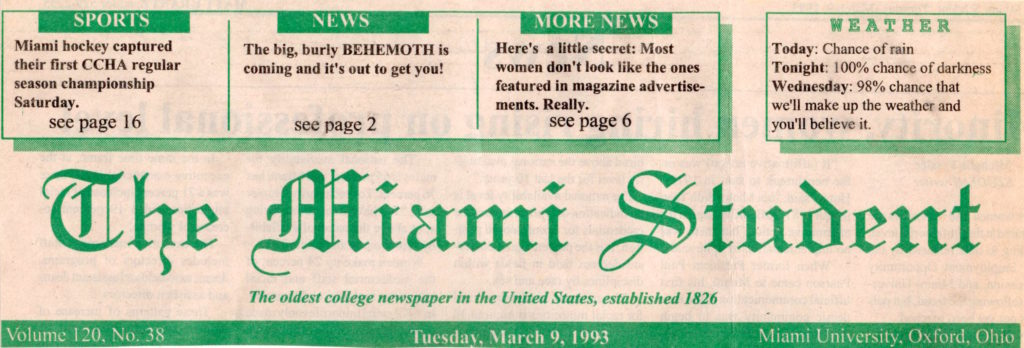 SPORTS
Miami hockey captured
their first CCHA regular
season championship
Saturday.
see page 16
NEWS
The big, burly BEHEMOTH is
coming and it's out to get you!
see page 2
MORE NEWS
Here's a little secret: Most
women don't look like the ones
featured in magazine advertise-
ments. Really.
see page 6
WEATHER
Today: Chance of rain
Tonight: 100% chance of darkness
Wednesday: 98% chance that
we'll make up the weather and
you'll believe it.
The Miami Student
The oldest college newspaper in the United States, established 1826
Volume 120, No. 38
Tuesday, March 9, 1993
Miami University, Oxford, Ohio